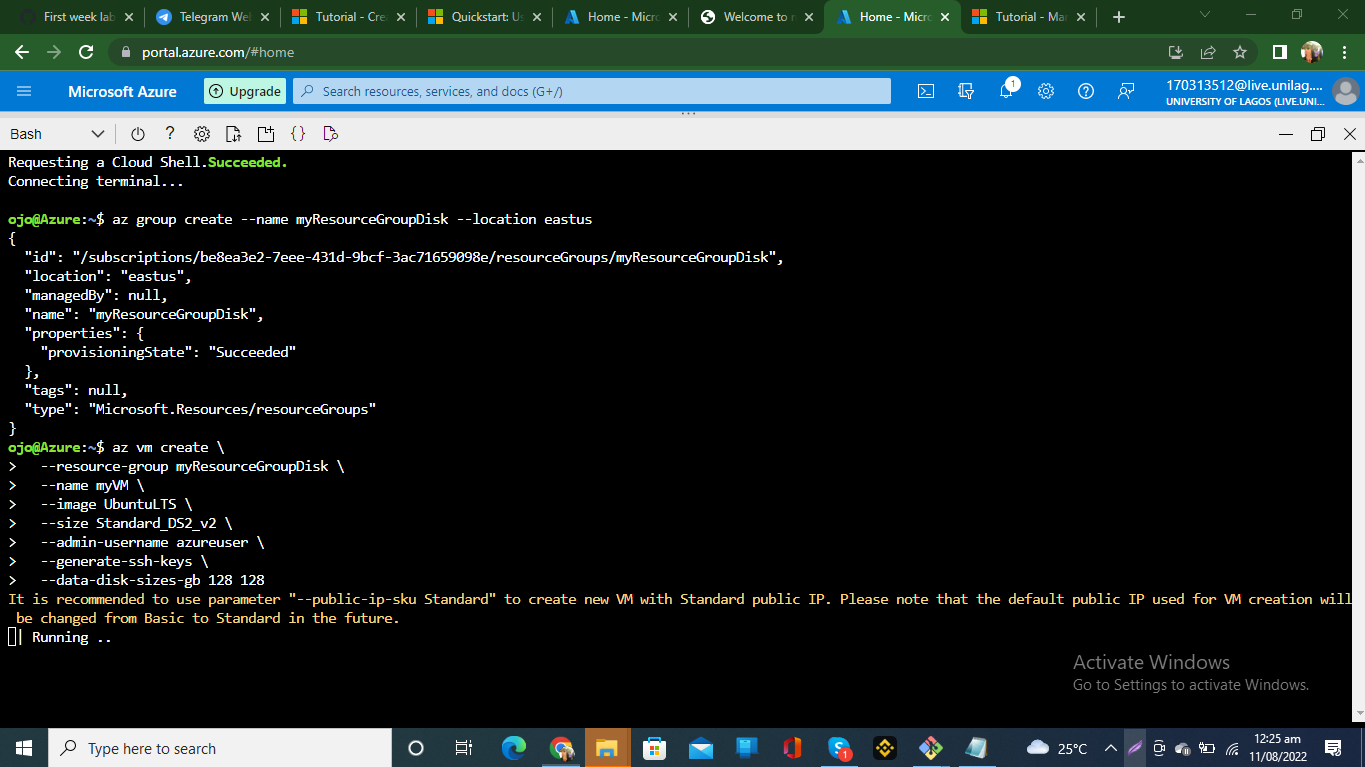 First week lab
Telegram Wel
Tutorial - Cre
Quickstart: Us
Home - Micro
Welcome to n
Home - Micro
Tutorial - Mar
portal.azure.com/#home
Microsoft Azure
Upgrade
Search resources, services, and docs (G+/)
1
170313512@live.unilag....
UNIVERSITY OF LAGOS (LIVE.UNI...
Bash
Requesting a Cloud Shell.Succeeded.
Connecting terminal...
ojo@Azure:~$ az group create --name myResourceGroupDisk --location eastus
{
"id": "/subscriptions/be8ea3e2-7eee-431d-9bcf-3ac71659098e/resourceGroups/myResourceGroupDisk",
"location": "eastus",
"managedBy": null,
"name": "myResourceGroupDisk",
"properties": {
"provisioningState": "Succeeded"
},
"tags": null,
"type": "Microsoft.Resources/resourceGroups"
}
ojo@Azure:~$ az vm create \
> --resource-group myResourceGroupDisk \
> --name myVM \
> --image UbuntuLTS \
> --size Standard_DS2_v2 \
> --admin-username azureuser \
> --generate-ssh-keys \
> --data-disk-sizes-gb 128 128
It is recommended to use parameter "--public-ip-sku Standard" to create new VM with Standard public IP. Please note that the default public IP used for VM creation will
be changed from Basic to Standard in the future.
| Running ..
Activate Windows
Go to Settings to activate Windows.
Type here to search
1
25°C
12:25 am
11/08/2022